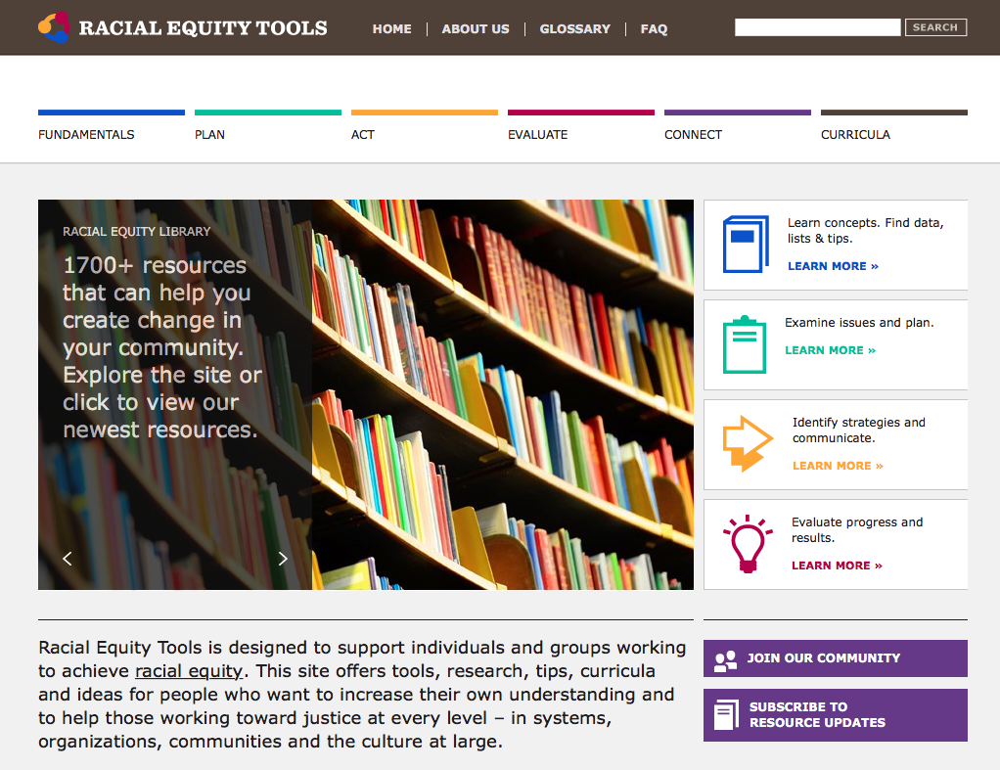 RACIAL EQUITY TOOLS
HOME
ABOUT US
GLOSSARY
FAQ
SEARCH
FUNDAMENTALS
PLAN
ACT
EVALUATE
CONNECT
CURRICULA
RACIAL EQUITY LIBRARY
1700+ resources
that can help you
create change in
your community.
Explore the site or
click to view our
newest resources.
Learn concepts. Find data,
lists & tips.
LEARN MORE »
Examine issues and plan.
LEARN MORE »
Identify strategies and
communicate.
LEARN MORE »
Evaluate progress and
results.
LEARN MORE »
Racial Equity Tools is designed to support individuals and groups working
to achieve racial equity. This site offers tools, research, tips, curricula
and ideas for people who want to increase their own understanding and
to help those working toward justice at every level – in systems,
organizations, communities and the culture at large.
JOIN OUR COMMUNITY
SUBSCRIBE TO
RESOURCE UPDATES